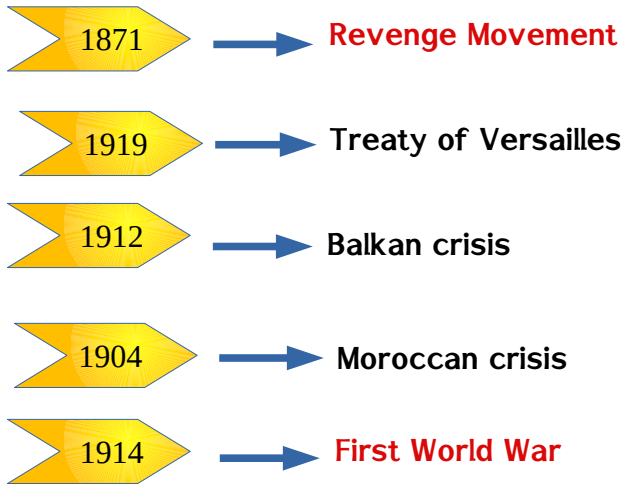 1871 Revenge Movement
1919 Treaty of Versailles
1912 Balkan crisis
1904 Moroccan crisis
1914 First World War